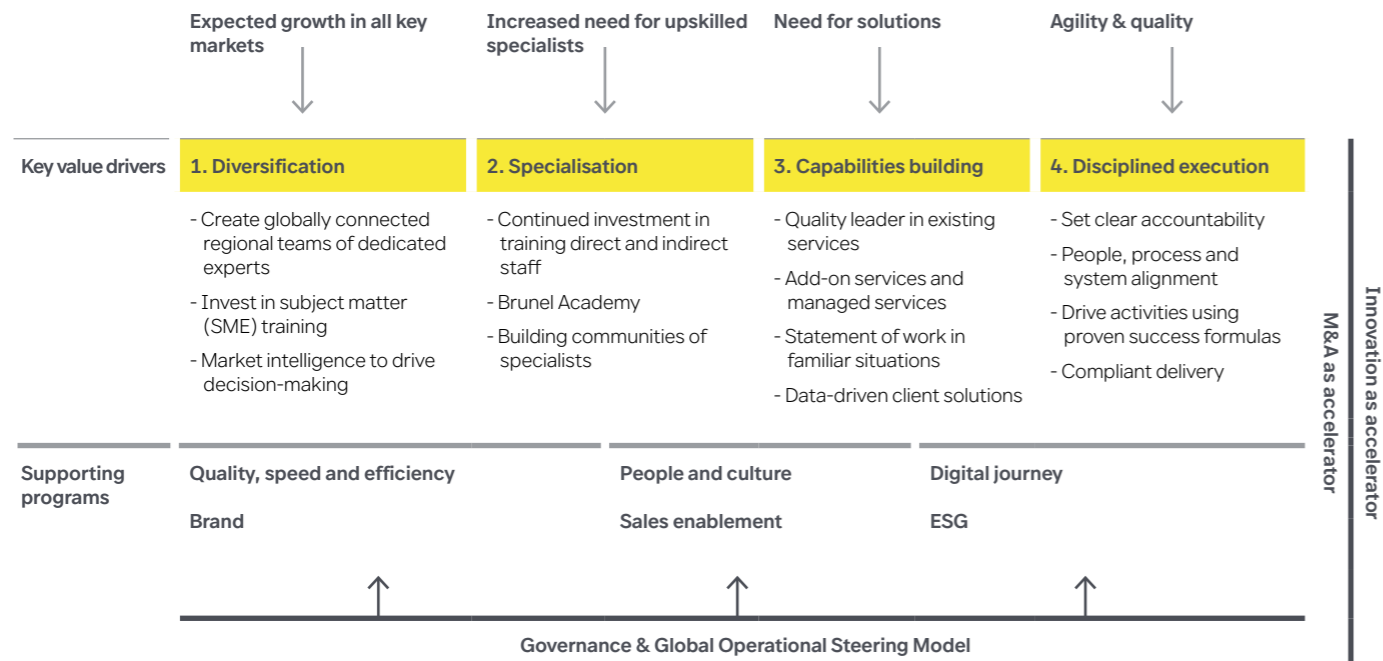 Expected growth in all key
markets
Increased need for upskilled
specialists
Need for solutions
Agility & quality
Key value drivers
1. Diversification
- Create globally connected
regional teams of dedicated
experts
- Invest in subject matter
(SME) training
- Market intelligence to drive
decision-making
2. Specialisation
- Continued investment in
training direct and indirect
staff
- Brunel Academy
- Building communities of
specialists
3. Capabilities building
- Quality leader in existing
services
- Add-on services and
managed services
- Statement of work in
familiar situations
- Data-driven client solutions
4. Disciplined execution
- Set clear accountability
- People, process and
system alignment
- Drive activities using
proven success formulas
- Compliant delivery
M&A as accelerator
Innovation as accelerator
Supporting
programs
Quality, speed and efficiency
Brand
People and culture
Sales enablement
Digital journey
ESG
Governance & Global Operational Steering Model